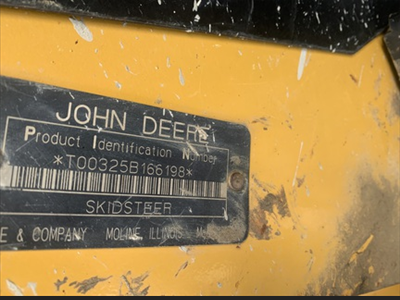 JOHN DEERE
Product Identification Number
*T00325B166198*
SKIDSTEER
E & COMPANY MOLINE, ILLINOIS